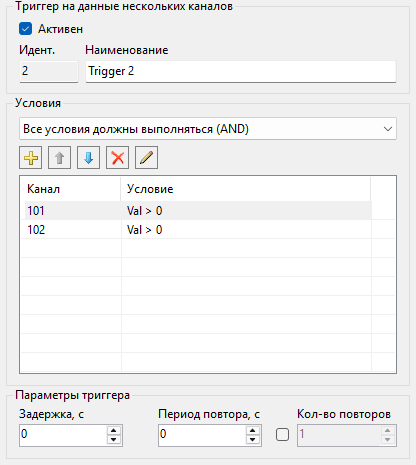 Триггер на данные нескольких каналов
Активен
Идент. Наименование
2 Trigger 2
Условия
Все условия должны выполняться (AND)
Канал Условие
101 Val > 0
102 Val > 0
Параметры триггера
Задержка, с Период повтора, с Кол-во повторов
0 0 1